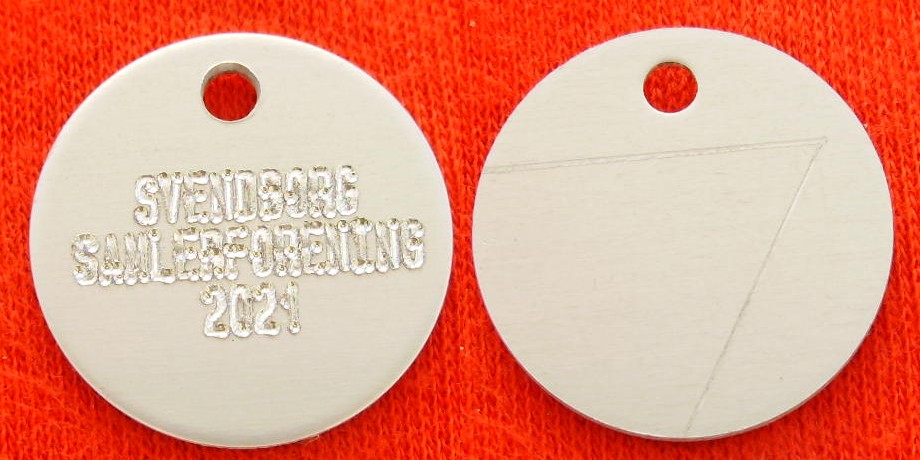 SVENDBORG
SAMLERFORENING
2021